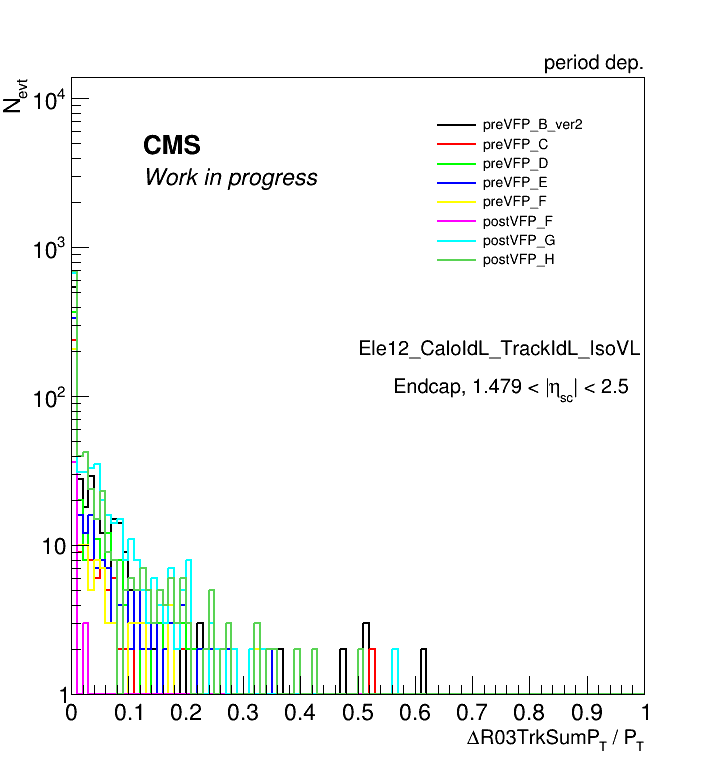 period dep.
N_evt
10^4
10^3
10^2
10
1
CMS
Work in progress
preVFP_B_ver2
preVFP_C
preVFP_D
preVFP_E
preVFP_F
postVFP_F
postVFP_G
postVFP_H
Ele12_CaloIdL_TrackIdL_IsoVL
Endcap, 1.479 < |η_sc| < 2.5
0 0.1 0.2 0.3 0.4 0.5 0.6 0.7 0.8 0.9 1
ΔR03TrkSumP_T / P_T